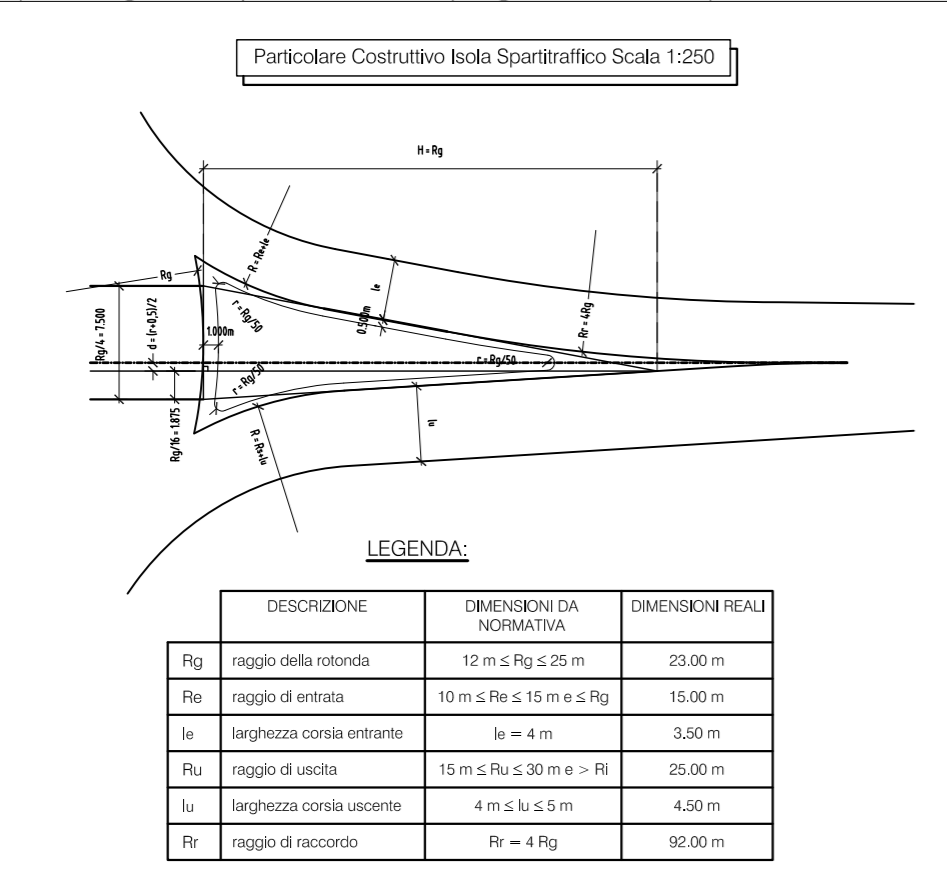 Particolare Costruttivo Isola Spartitraffico Scala 1:250
H = Rg
Rg
R = Re+le
le
Rr = 4Rg
Rg/4 = 7.500
d = (r+0,5)/2
1.000m
r = Rg/50
0.500m
r = Rg/50
r = Rg/50
Rg/16 = 1.875
R = Rs+lu
lu
LEGENDA:
DESCRIZIONE DIMENSIONI DA NORMATIVA DIMENSIONI REALI
Rg raggio della rotonda 12 m ≤ Rg ≤ 25 m 23.00 m
Re raggio di entrata 10 m ≤ Re ≤ 15 m e ≤ Rg 15.00 m
le larghezza corsia entrante le = 4 m 3.50 m
Ru raggio di uscita 15 m ≤ Ru ≤ 30 m e > Ri 25.00 m
lu larghezza corsia uscente 4 m ≤ lu ≤ 5 m 4.50 m
Rr raggio di raccordo Rr = 4 Rg 92.00 m